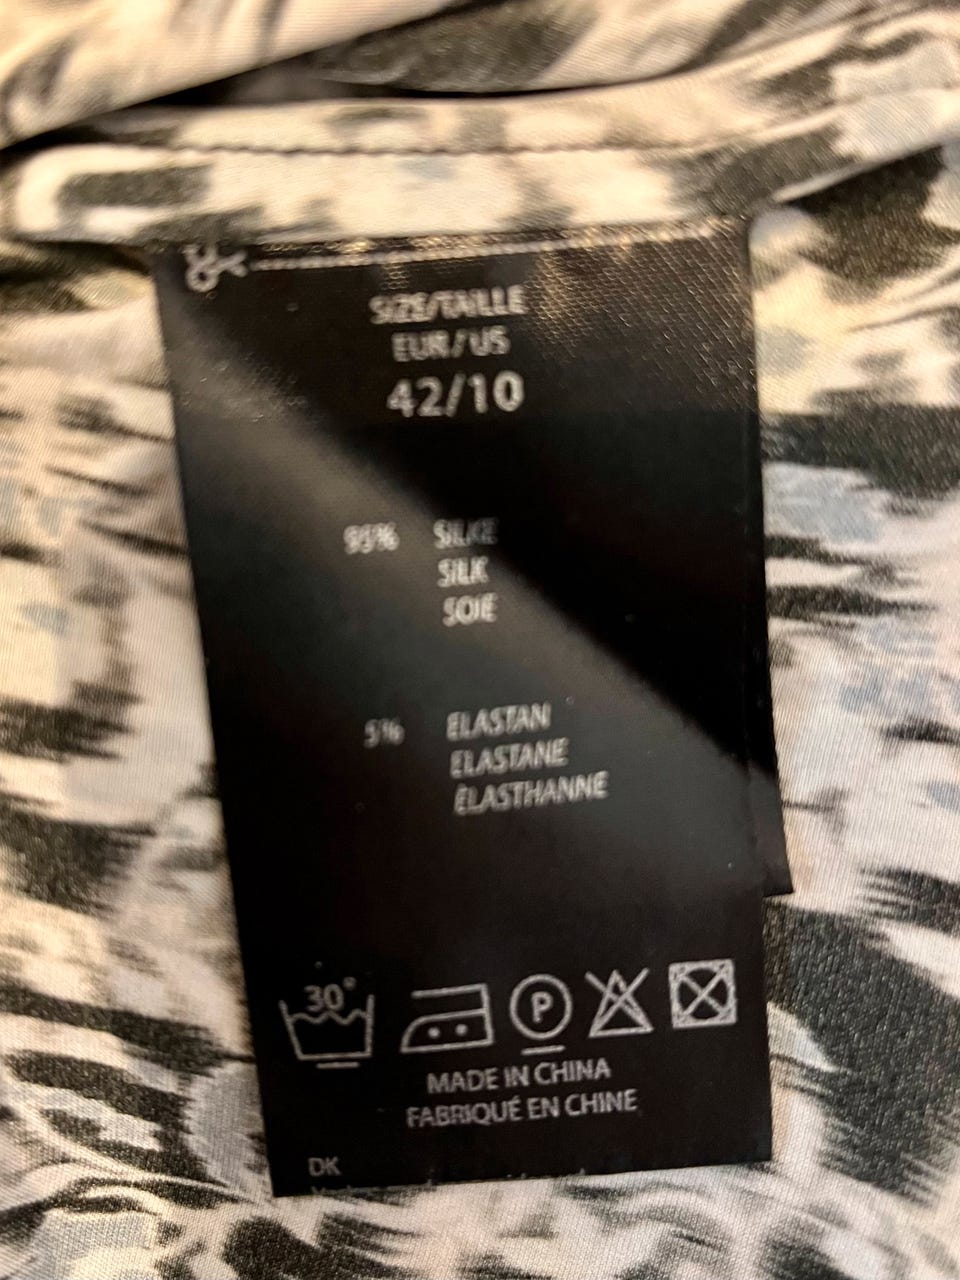 SIZE/TAILLE
EUR/US
42/10
95% SILKE
SILK
SOIE
5% ELASTAN
ELASTANE
ÉLASTHANNE
30°
P
MADE IN CHINA
FABRIQUÉ EN CHINE
DK